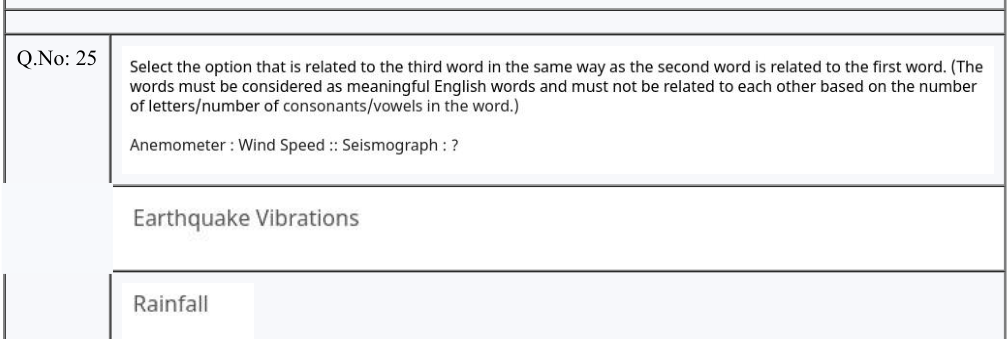 Q.No: 25
Select the option that is related to the third word in the same way as the second word is related to the first word. (The
words must be considered as meaningful English words and must not be related to each other based on the number
of letters/number of consonants/vowels in the word.)
Anemometer : Wind Speed :: Seismograph : ?
Earthquake Vibrations
Rainfall